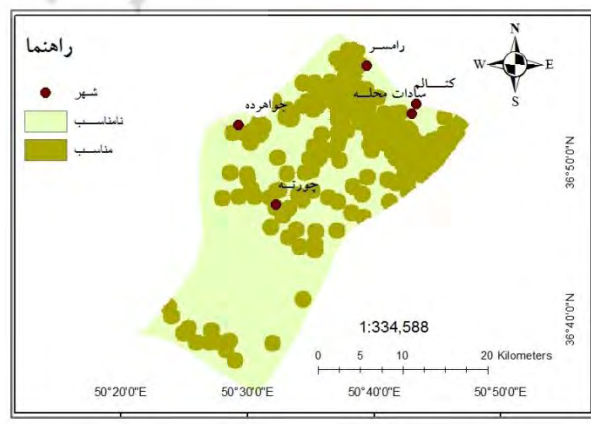 راهنما
شهر
نامناسب
مناسب
رامسر
کتالم
سادات محله
جواهرده
چورته
N
W
E
S
36°50'0"N
36°40'0"N
1:334,588
0 5 10 20 Kilometers
50°20'0"E 50°30'0"E 50°40'0"E 50°50'0"E